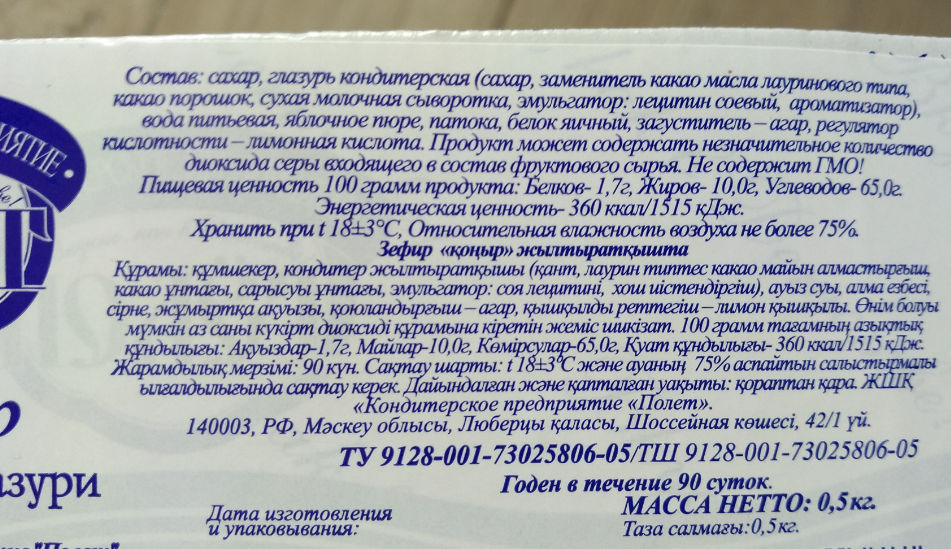 Состав: сахар, глазурь кондитерская (сахар, заменитель какао масла лауринового типа,
какао порошок, сухая молочная сыворотка, эмульгатор: лецитин соевый, ароматизатор),
вода питьевая, яблочное пюре, патока, белок яичный, загуститель – агар, регулятор
кислотности – лимонная кислота. Продукт может содержать незначительное количество
диоксида серы входящего в состав фруктового сырья. Не содержит ГМО!
Пищевая ценность 100 грамм продукта: Белков- 1,7г, Жиров- 10,0г, Углеводов- 65,0г.
Энергетическая ценность- 360 ккал/1515 кДж.
Хранить при t 18±3°С, Относительная влажность воздуха не более 75%.
Зефир «қоңыр» жылтыратқышта
Құрамы: құмшекер, кондитер жылтыратқышы (қант, лаурин типтес какао майын алмастырғыш,
какао ұнтағы, сарысуы ұнтағы, эмульгатор: соя лецитині, хош иістендіргіш), ауыз суы, алма езбесі,
сірне, жұмыртқа ақуызы, қоюландырғыш – агар, қышқылды реттегіш – лимон қышқылы. Өнім болуы
мүмкін аз саны күкірт диоксиді құрамына кіретін жеміс шикізат. 100 грамм тағамның азықтық
құндылығы: Ақуыздар-1,7г, Майлар-10,0г, Көмірсулар-65,0г, Қуат құндылығы- 360 ккал/1515 кДж.
Жарамдылық мерзімі: 90 күн. Сақтау шарты: t 18±3°С және ауаның 75% аспайтын салыстырмалы
ылғалдылығында сақтау керек. Дайындалған және қапталған уақыты: қораптан қара. ЖШҚ
«Кондитерское предприятие «Полет».
140003, РФ, Мәскеу облысы, Люберцы қаласы, Шоссейная көшесі, 42/1 үй.
ТУ 9128-001-73025806-05/ТШ 9128-001-73025806-05
Годен в течение 90 суток.
МАССА НЕТТО: 0,5кг.
Таза салмағы:0,5кг.
Дата изготовления
и упаковывания: